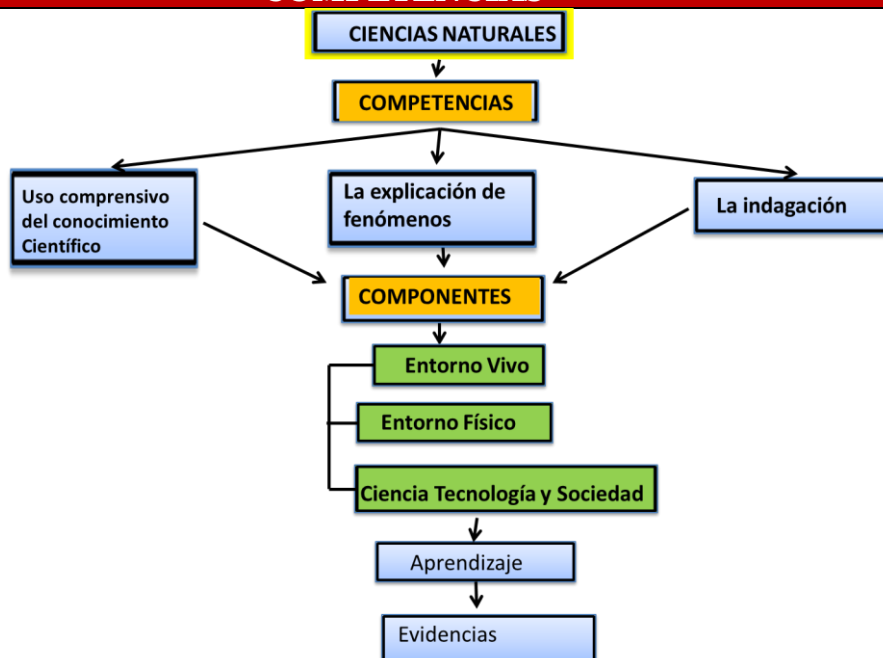 COMPETENCIAS
CIENCIAS NATURALES
COMPETENCIAS
Uso comprensivo
del conocimiento
Científico
La explicación de
fenómenos
La indagación
COMPONENTES
Entorno Vivo
Entorno Físico
Ciencia Tecnología y Sociedad
Aprendizaje
Evidencias